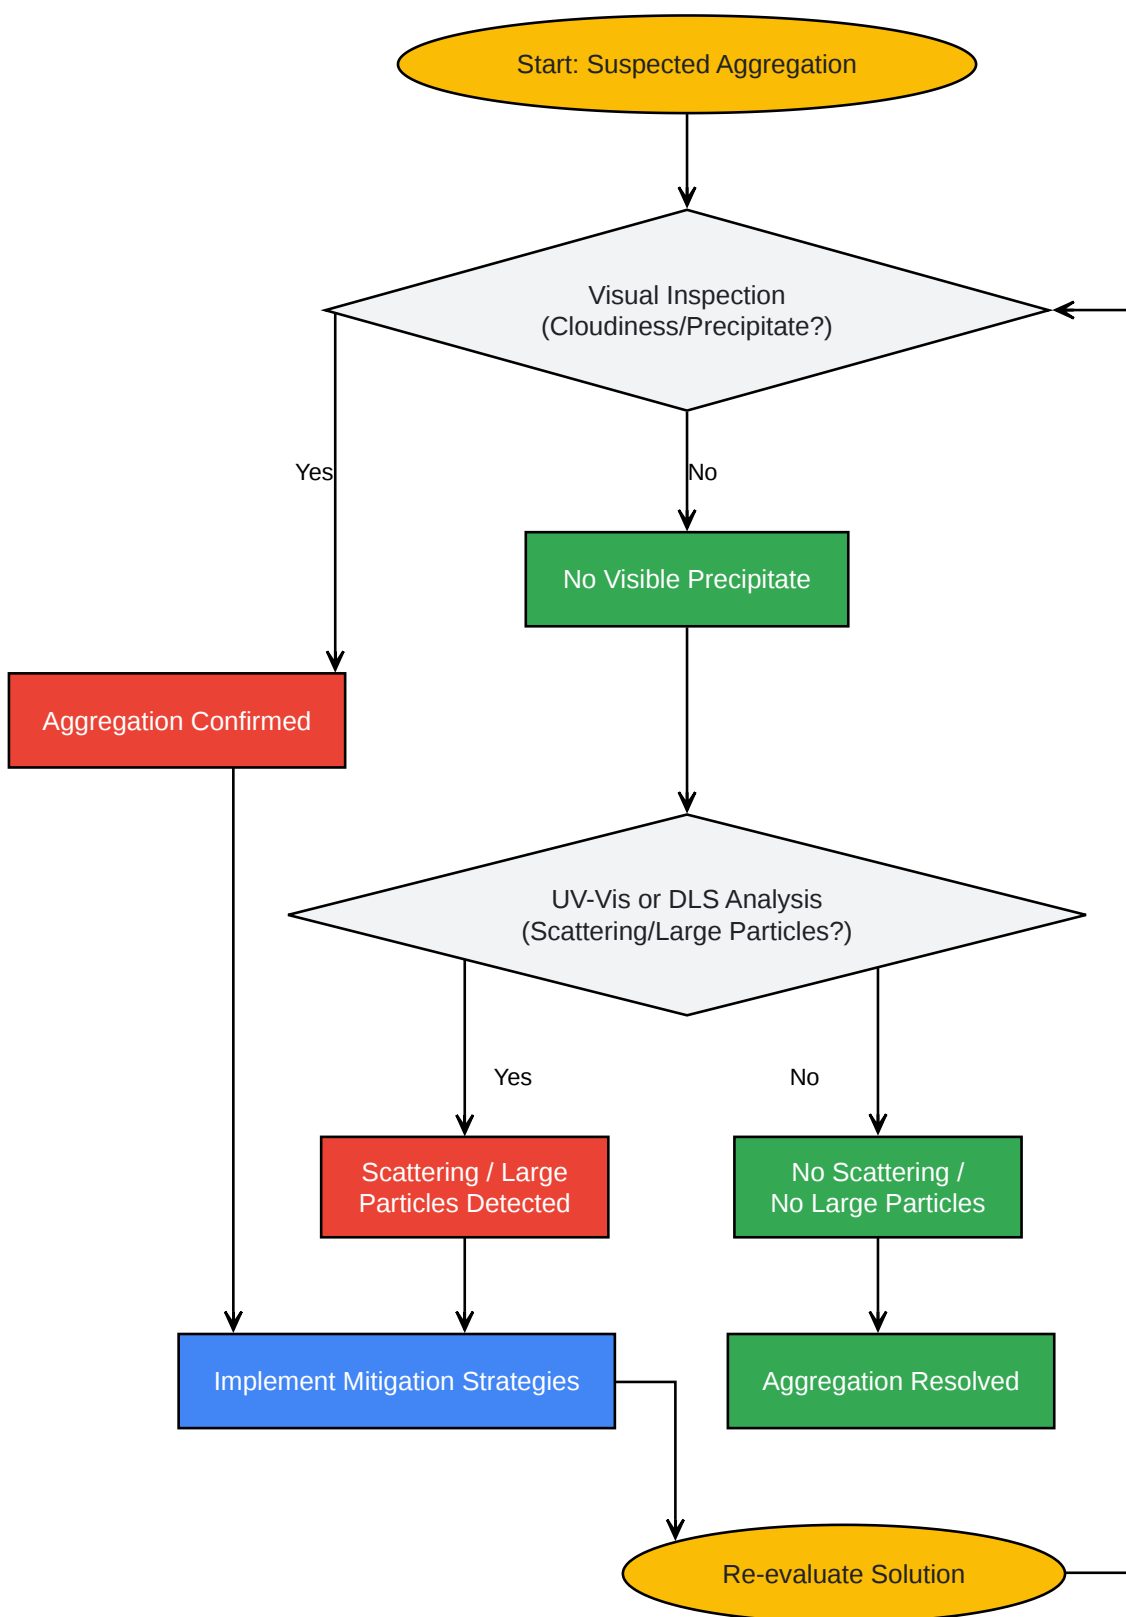 Start: Suspected Aggregation
Visual Inspection
(Cloudiness/Precipitate?)
Yes
No
No Visible Precipitate
Aggregation Confirmed
UV-Vis or DLS Analysis
(Scattering/Large Particles?)
Yes
No
Scattering / Large
Particles Detected
No Scattering /
No Large Particles
Implement Mitigation Strategies
Aggregation Resolved
Re-evaluate Solution